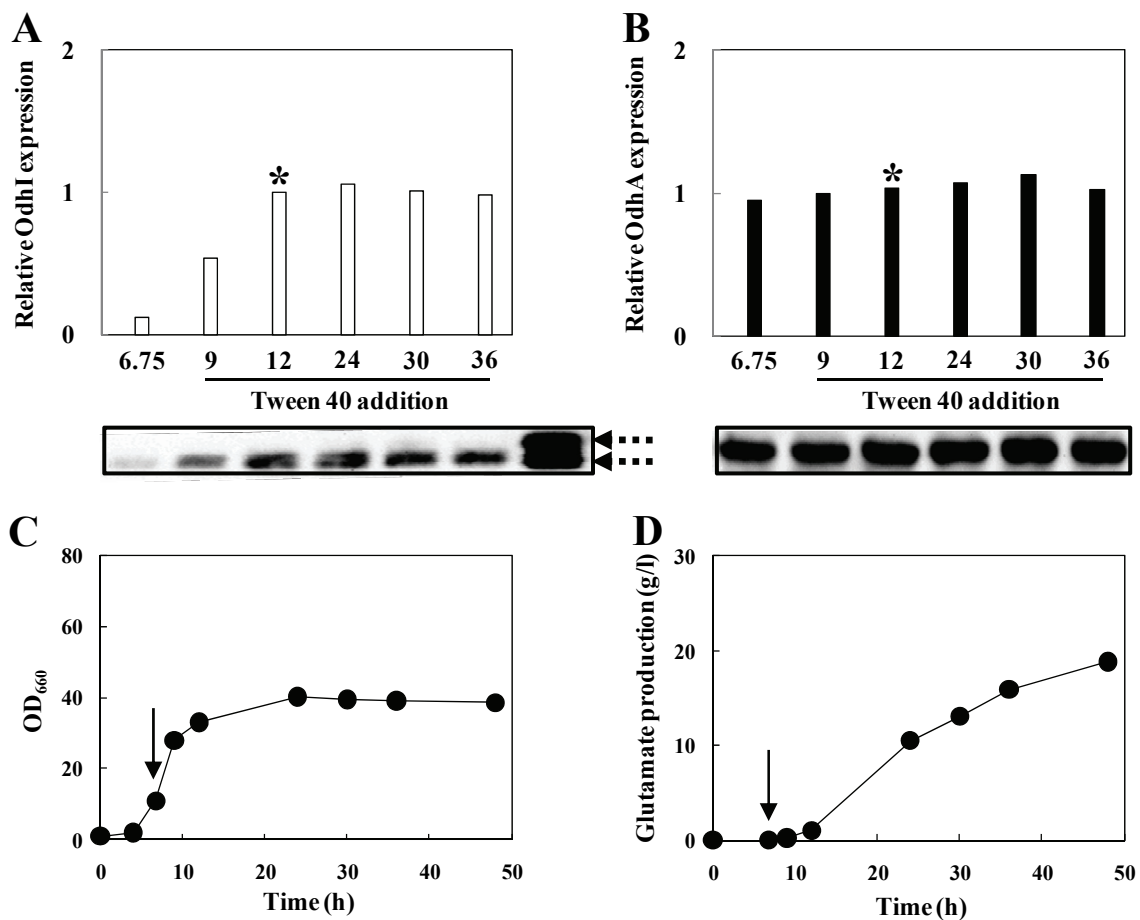 A
Relative OdhI expression
2
1
0
*
6.75 9 12 24 30 36
Tween 40 addition
B
Relative OdhA expression
2
1
0
*
6.75 9 12 24 30 36
Tween 40 addition
C
OD660
80
60
40
20
0
0 10 20 30 40 50
Time (h)
D
Glutamate production (g/l)
30
20
10
0
0 10 20 30 40 50
Time (h)